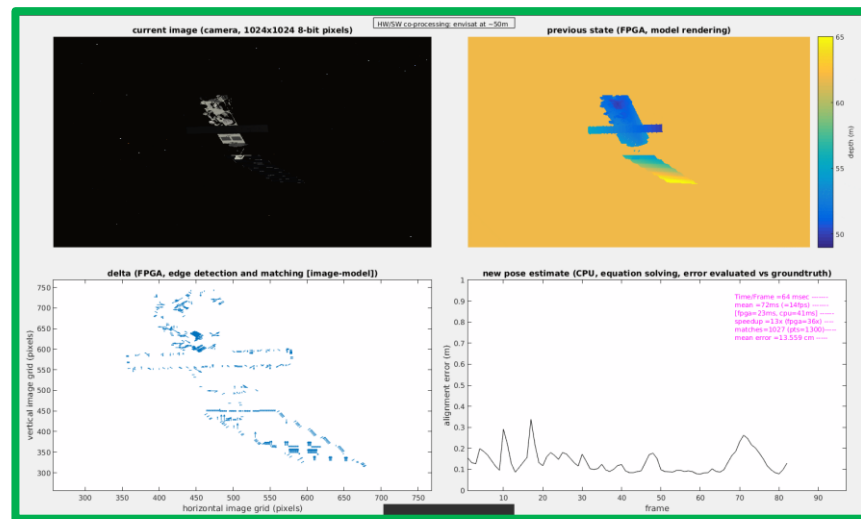 HW/SW co-processing: envisat at ~50m
current image (camera, 1024x1024 8-bit pixels)
previous state (FPGA, model rendering)
65
60
55
50
depth (m)
delta (FPGA, edge detection and matching [image-model])
750
700
650
600
550
500
450
400
350
300
vertical image grid (pixels)
300 350 400 450 500 550 600 650 700 750
horizontal image grid (pixels)
new pose estimate (CPU, equation solving, error evaluated vs groundtruth)
1
0.9
0.8
0.7
0.6
0.5
0.4
0.3
0.2
0.1
0
alignment error (m)
Time/Frame =64 msec ------
mean =72ms (=14fps) ------
[fpga=23ms, cpu=41ms] ------
speedup =13x (fpga=36x) ----
matches=1027 (pts=1300)-----
mean error =13.559 cm -----
10 20 30 40 50 60 70 80 90
frame